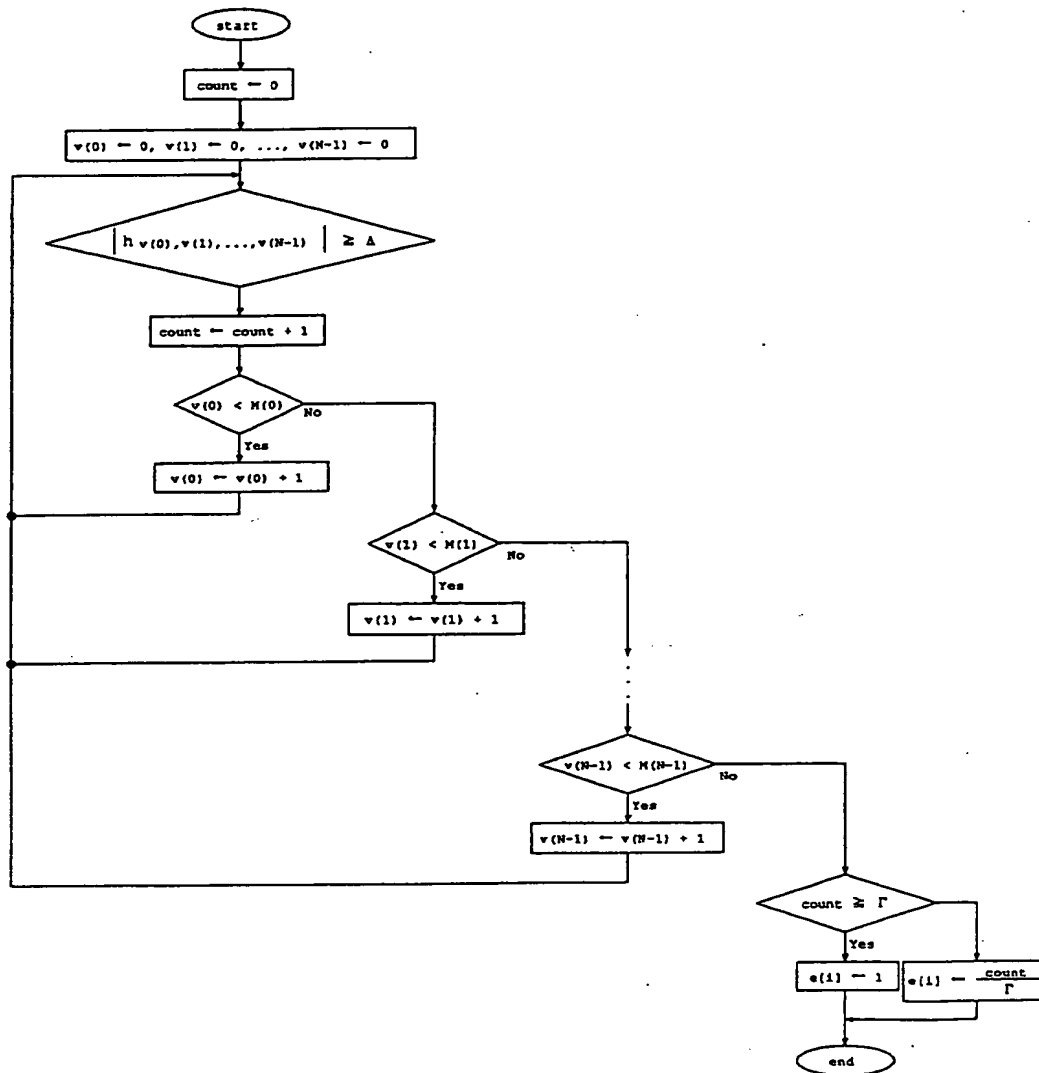 start
count ← 0
v(0) ← 0, v(1) ← 0, ..., v(N-1) ← 0
| h v(0),v(1),...,v(N-1) | ≧ Δ
count ← count + 1
v(0) < M(0)
No
Yes
v(0) ← v(0) + 1
v(1) < M(1)
No
Yes
v(1) ← v(1) + 1
v(N-1) < M(N-1)
No
Yes
v(N-1) ← v(N-1) + 1
count ≧ Γ
Yes
e[i] ← 1
e[i] ← count
Γ
end